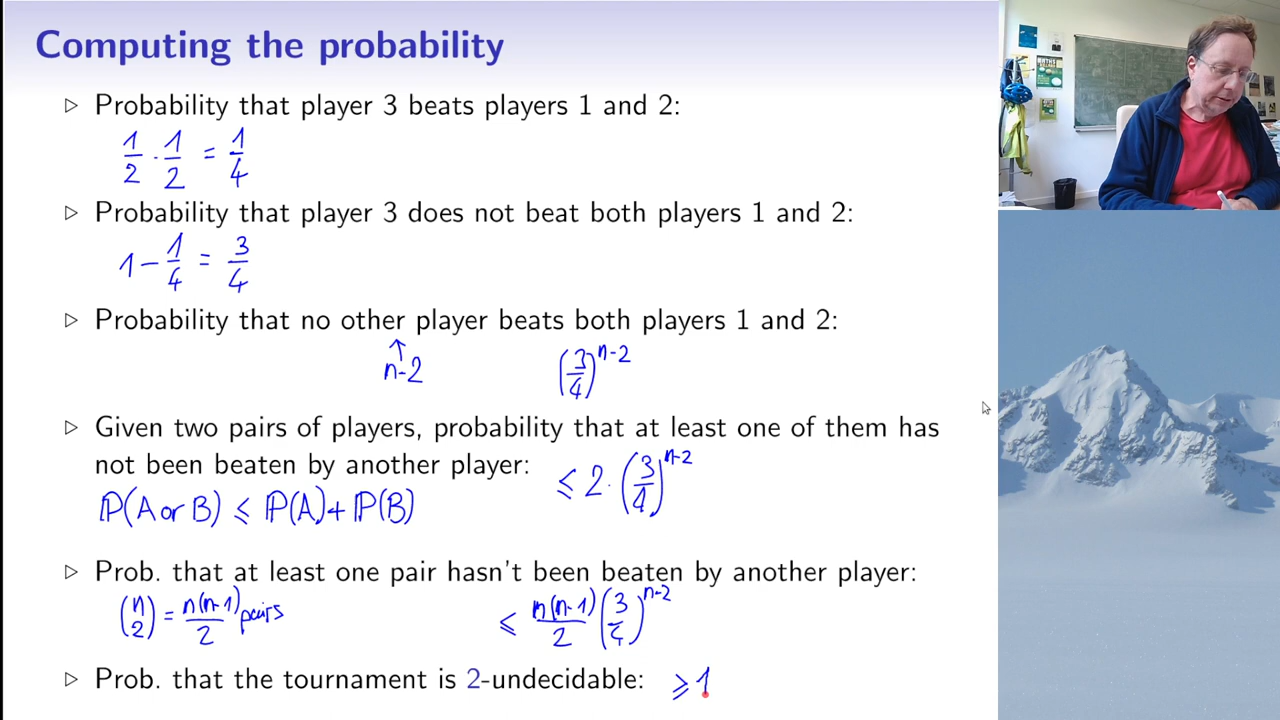 Computing the probability
▷ Probability that player 3 beats players 1 and 2:
1/2 · 1/2 = 1/4
▷ Probability that player 3 does not beat both players 1 and 2:
1 − 1/4 = 3/4
▷ Probability that no other player beats both players 1 and 2:
↑
n-2 (3/4)^n-2
▷ Given two pairs of players, probability that at least one of them has
not been beaten by another player: ⩽ 2 · (3/4)^n-2
ℙ(A or B) ⩽ ℙ(A) + ℙ(B)
▷ Prob. that at least one pair hasn't been beaten by another player:
(n 2) = n(n-1)/2 pairs ⩽ n(n-1)/2 (3/4)^n-2
▷ Prob. that the tournament is 2-undecidable: ⩾ 1